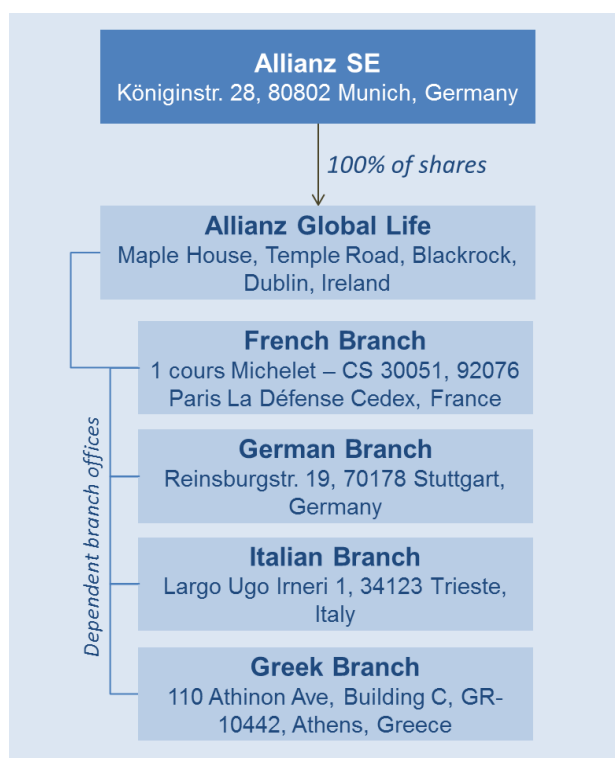 Allianz SE
Königinstr. 28, 80802 Munich, Germany
100% of shares
Allianz Global Life
Maple House, Temple Road, Blackrock,
Dublin, Ireland
Dependent branch offices
French Branch
1 cours Michelet – CS 30051, 92076
Paris La Défense Cedex, France
German Branch
Reinsburgstr. 19, 70178 Stuttgart,
Germany
Italian Branch
Largo Ugo Irneri 1, 34123 Trieste,
Italy
Greek Branch
110 Athinon Ave, Building C, GR-
10442, Athens, Greece